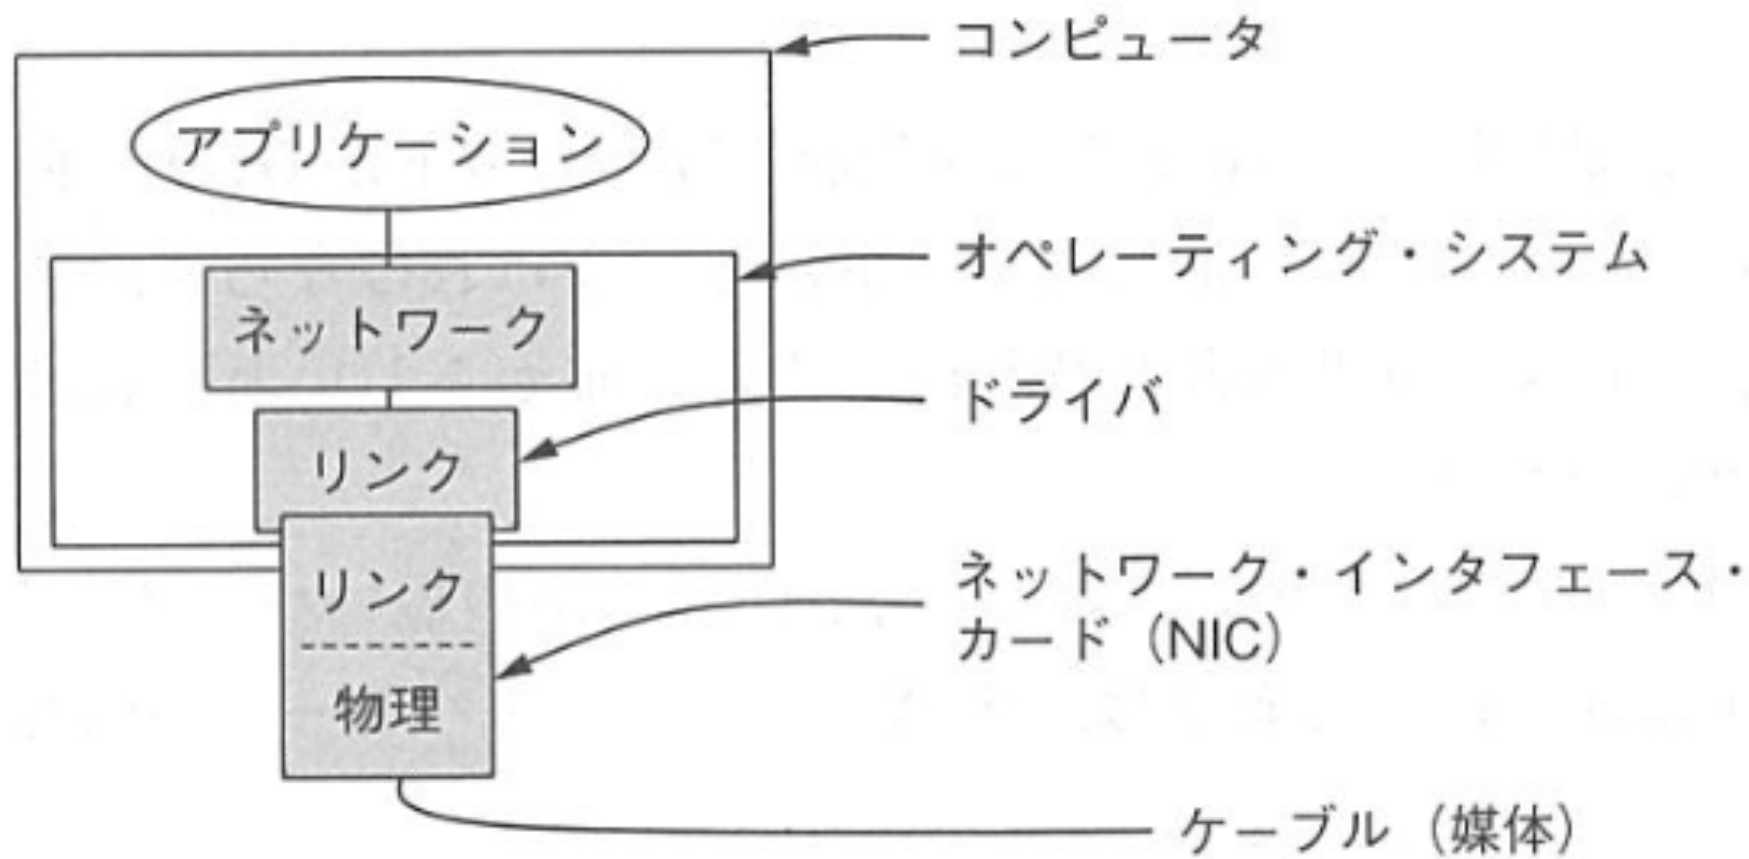 コンピュータ
アプリケーション
オペレーティング・システム
ネットワーク
ドライバ
リンク
ネットワーク・インタフェース・
カード（NIC）
リンク
物理
ケーブル（媒体）